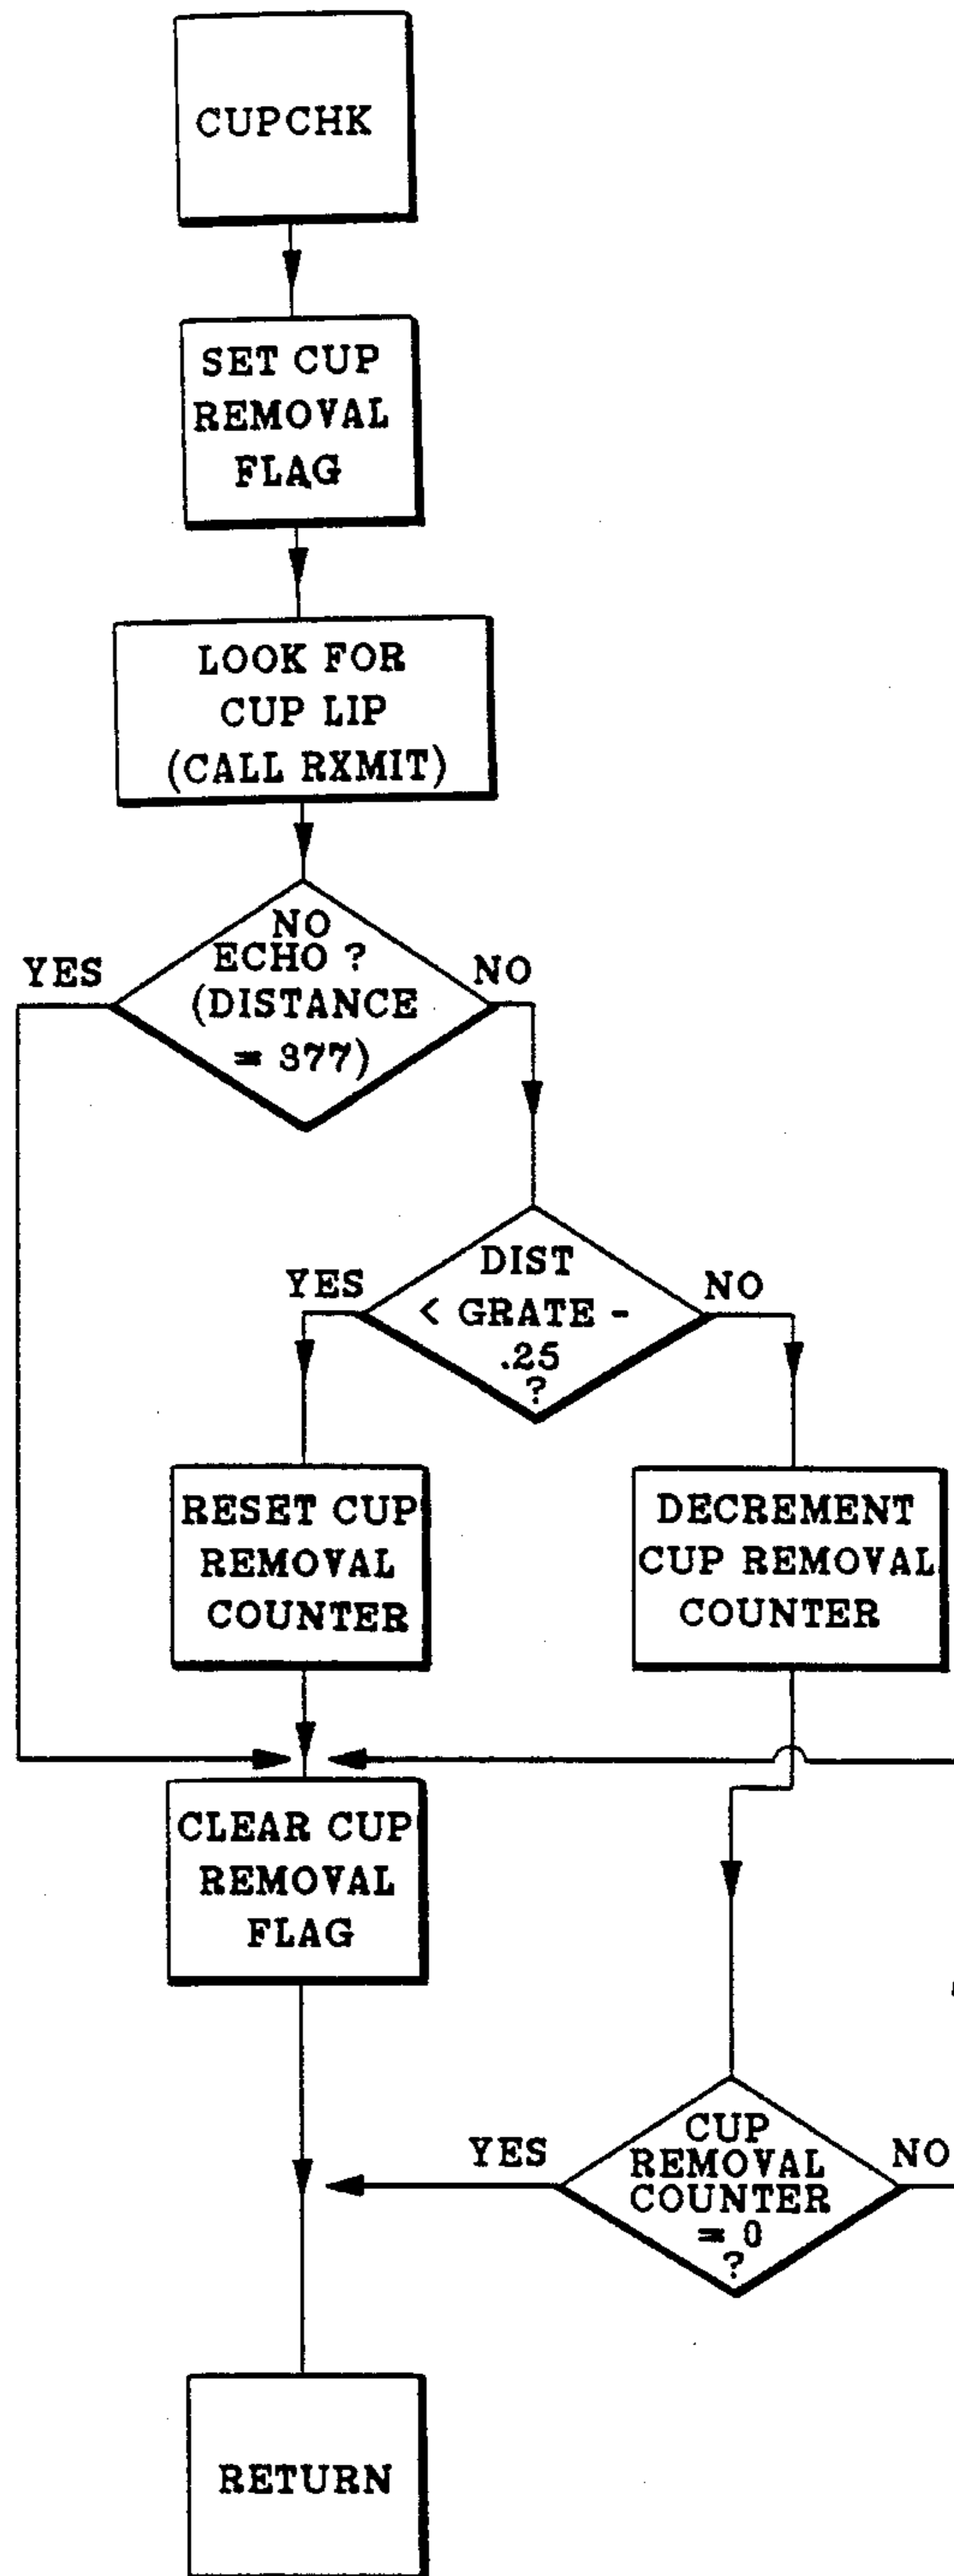 CUPCHK
SET CUP
REMOVAL
FLAG
LOOK FOR
CUP LIP
(CALL RXMIT)
NO
ECHO ?
(DISTANCE
= 377)
YES
NO
DIST
< GRATE -
.25
?
YES
NO
RESET CUP
REMOVAL
COUNTER
DECREMENT
CUP REMOVAL
COUNTER
CLEAR CUP
REMOVAL
FLAG
CUP
REMOVAL
COUNTER
= 0
?
YES
NO
RETURN